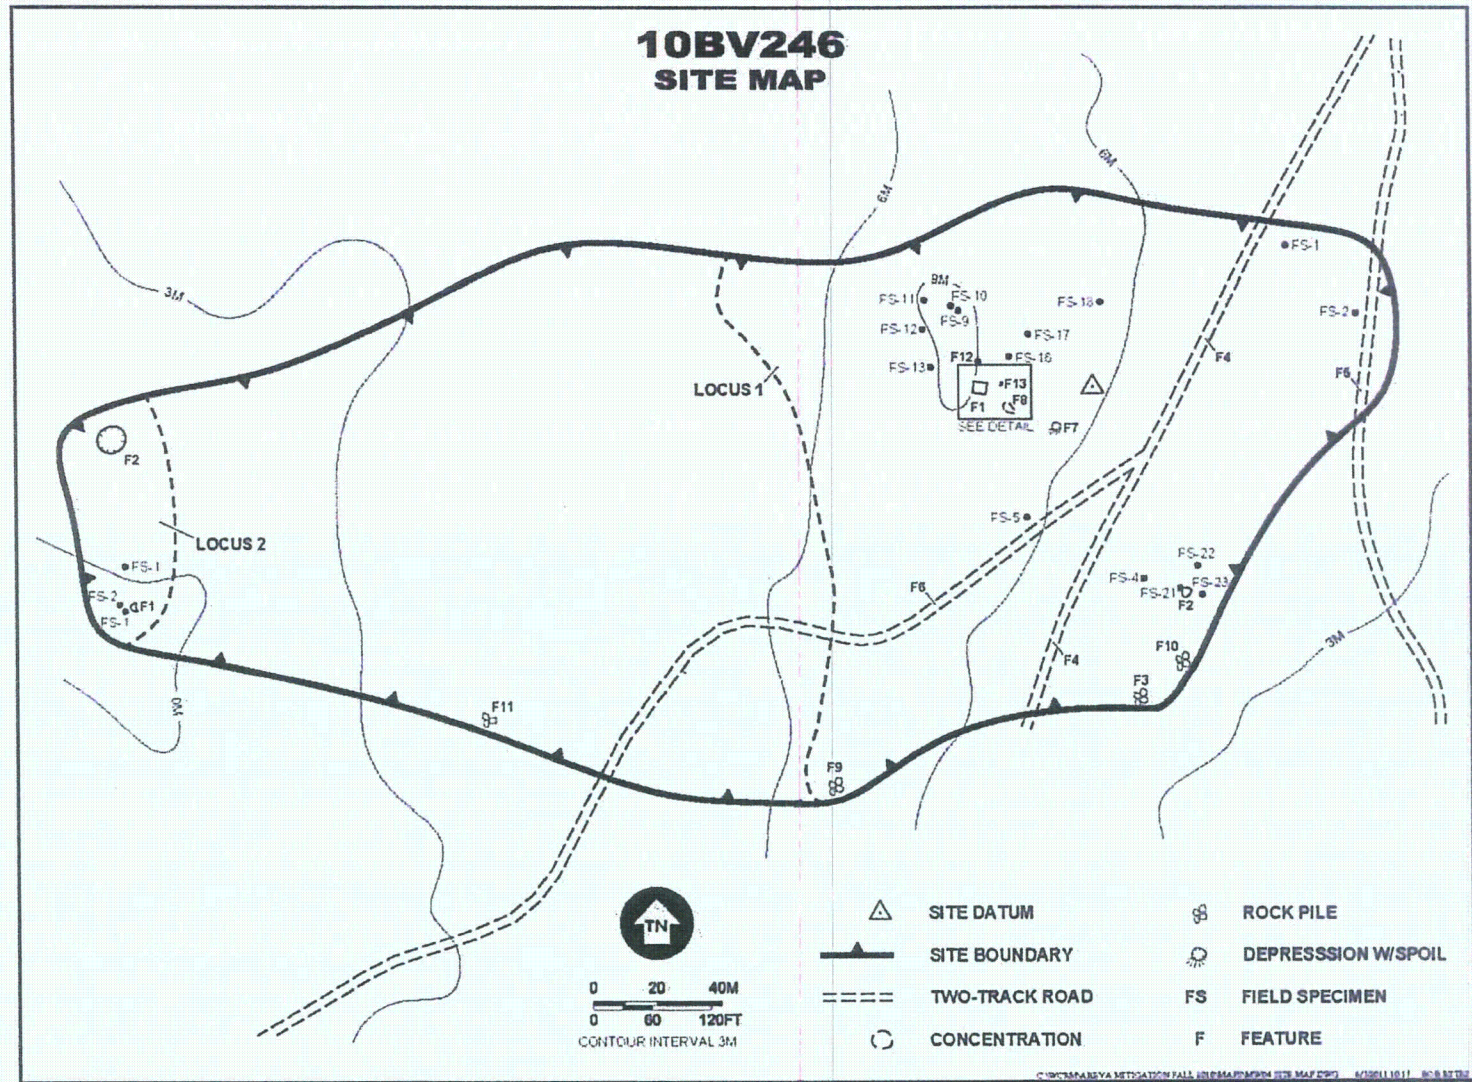 10BV246
SITE MAP
6M
6M
3M
FS-1
9M
FS-11
FS-10
FS-9
FS-18
FS-2
FS-12
FS-17
F12
FS-16
F4
FS-13
F13
F5
LOCUS 1
F1
F8
SEE DETAIL
F7
F2
FS-5
LOCUS 2
FS-1
FS-22
FS-4
FS-23
FS-21
F2
FS-2
F1
FS-1
F6
F10
F4
3M
F3
0M
F11
F9
TN
0 20 40M
0 60 120FT
CONTOUR INTERVAL 3M
SITE DATUM
SITE BOUNDARY
TWO-TRACK ROAD
CONCENTRATION
ROCK PILE
DEPRESSSION W/SPOIL
FS FIELD SPECIMEN
F FEATURE